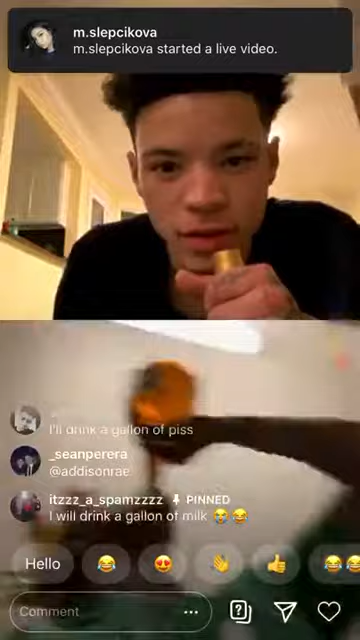 m.slepcikova
m.slepcikova started a live video.
I'll drink a gallon of piss
_seanperera
@addisonrae
itzzz_a_spamzzzz PINNED
I will drink a gallon of milk 😭😂
Hello 😂 😍 👏 👍 😂😂
Comment